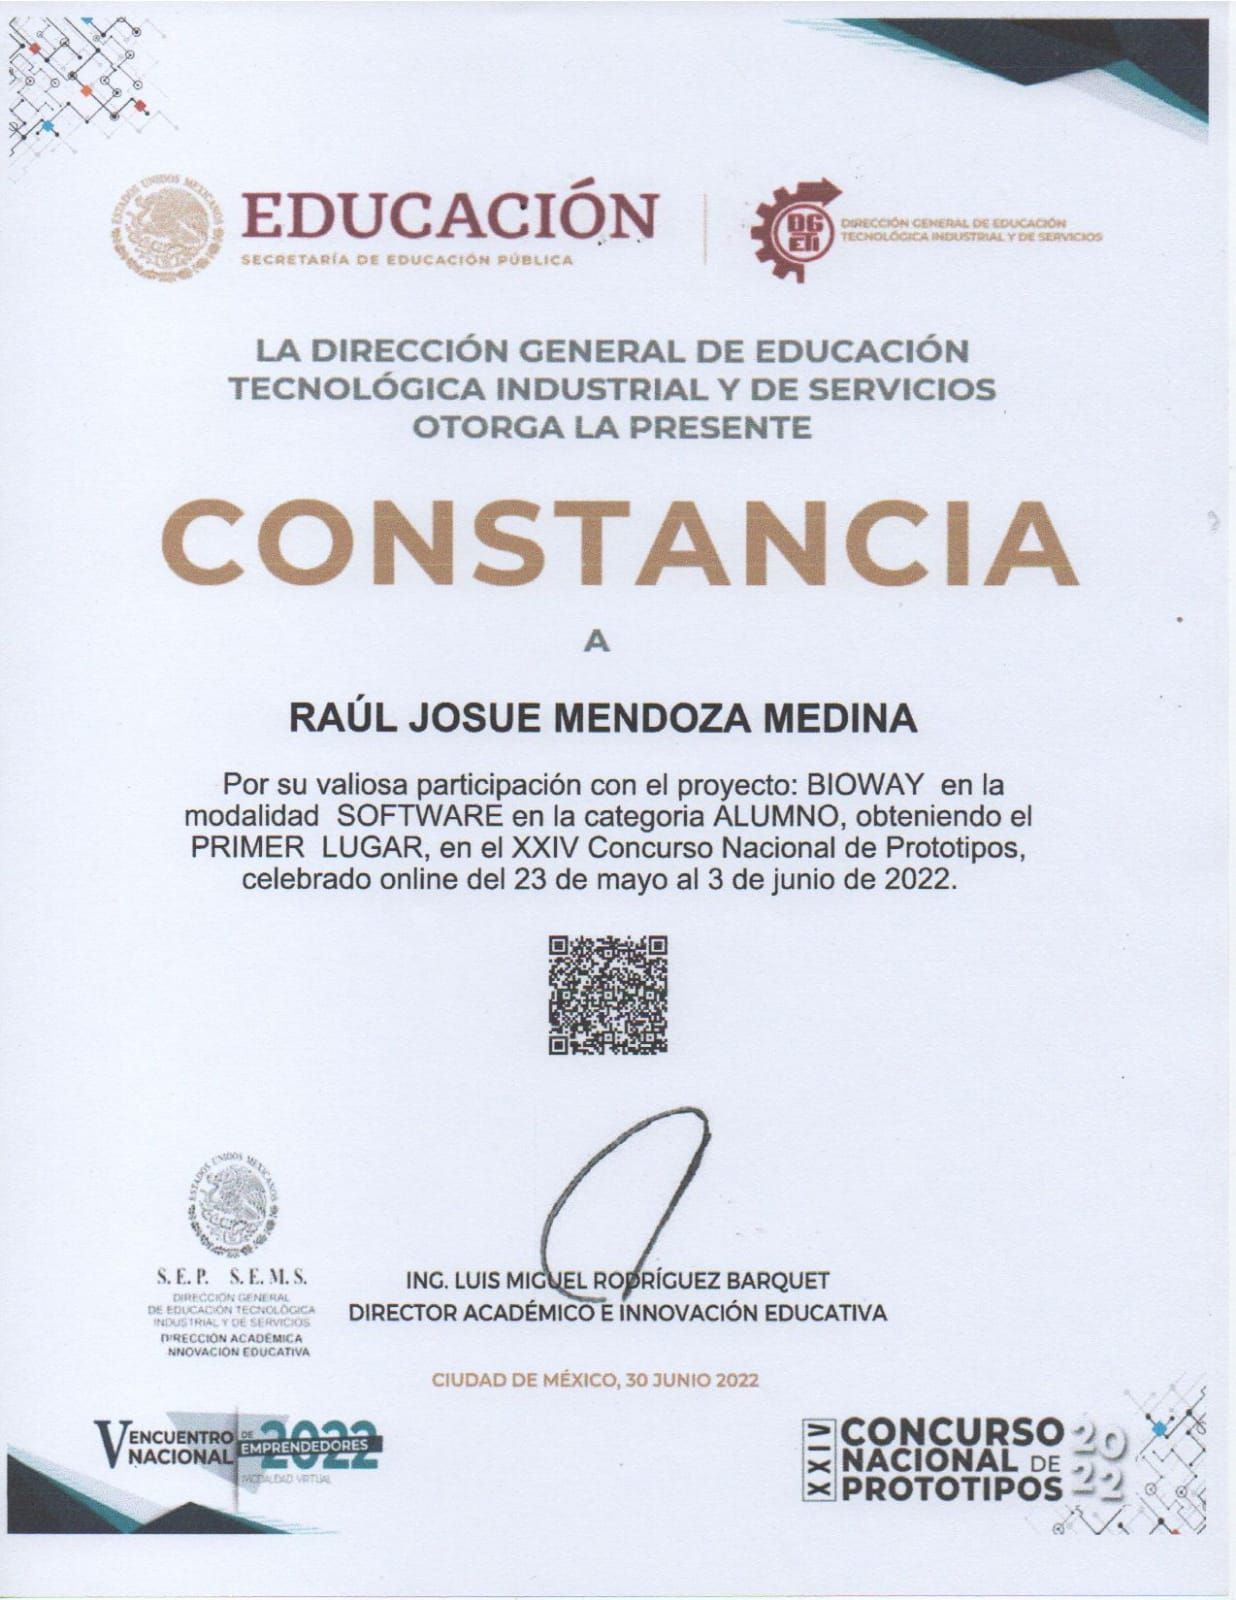 ESTADOS UNIDOS MEXICANOS
EDUCACIÓN
SECRETARÍA DE EDUCACIÓN PÚBLICA
DGETI
DIRECCIÓN GENERAL DE EDUCACIÓN
TECNOLÓGICA INDUSTRIAL Y DE SERVICIOS
LA DIRECCIÓN GENERAL DE EDUCACIÓN
TECNOLÓGICA INDUSTRIAL Y DE SERVICIOS
OTORGA LA PRESENTE
CONSTANCIA
A
RAÚL JOSUE MENDOZA MEDINA
Por su valiosa participación con el proyecto: BIOWAY en la
modalidad SOFTWARE en la categoria ALUMNO, obteniendo el
PRIMER LUGAR, en el XXIV Concurso Nacional de Prototipos,
celebrado online del 23 de mayo al 3 de junio de 2022.
ESTADOS UNIDOS MEXICANOS
S. E. P. S. E. M. S.
DIRECCIÓN GENERAL
DE EDUCACIÓN TECNOLÓGICA
INDUSTRIAL Y DE SERVICIOS
DIRECCIÓN ACADÉMICA
NNOVACIÓN EDUCATIVA
ING. LUIS MIGUEL RODRÍGUEZ BARQUET
DIRECTOR ACADÉMICO E INNOVACIÓN EDUCATIVA
CIUDAD DE MÉXICO, 30 JUNIO 2022
V ENCUENTRO NACIONAL DE EMPRENDEDORES 2022
MODALIDAD VIRTUAL
XXIV CONCURSO
NACIONAL DE
PROTOTIPOS
2022